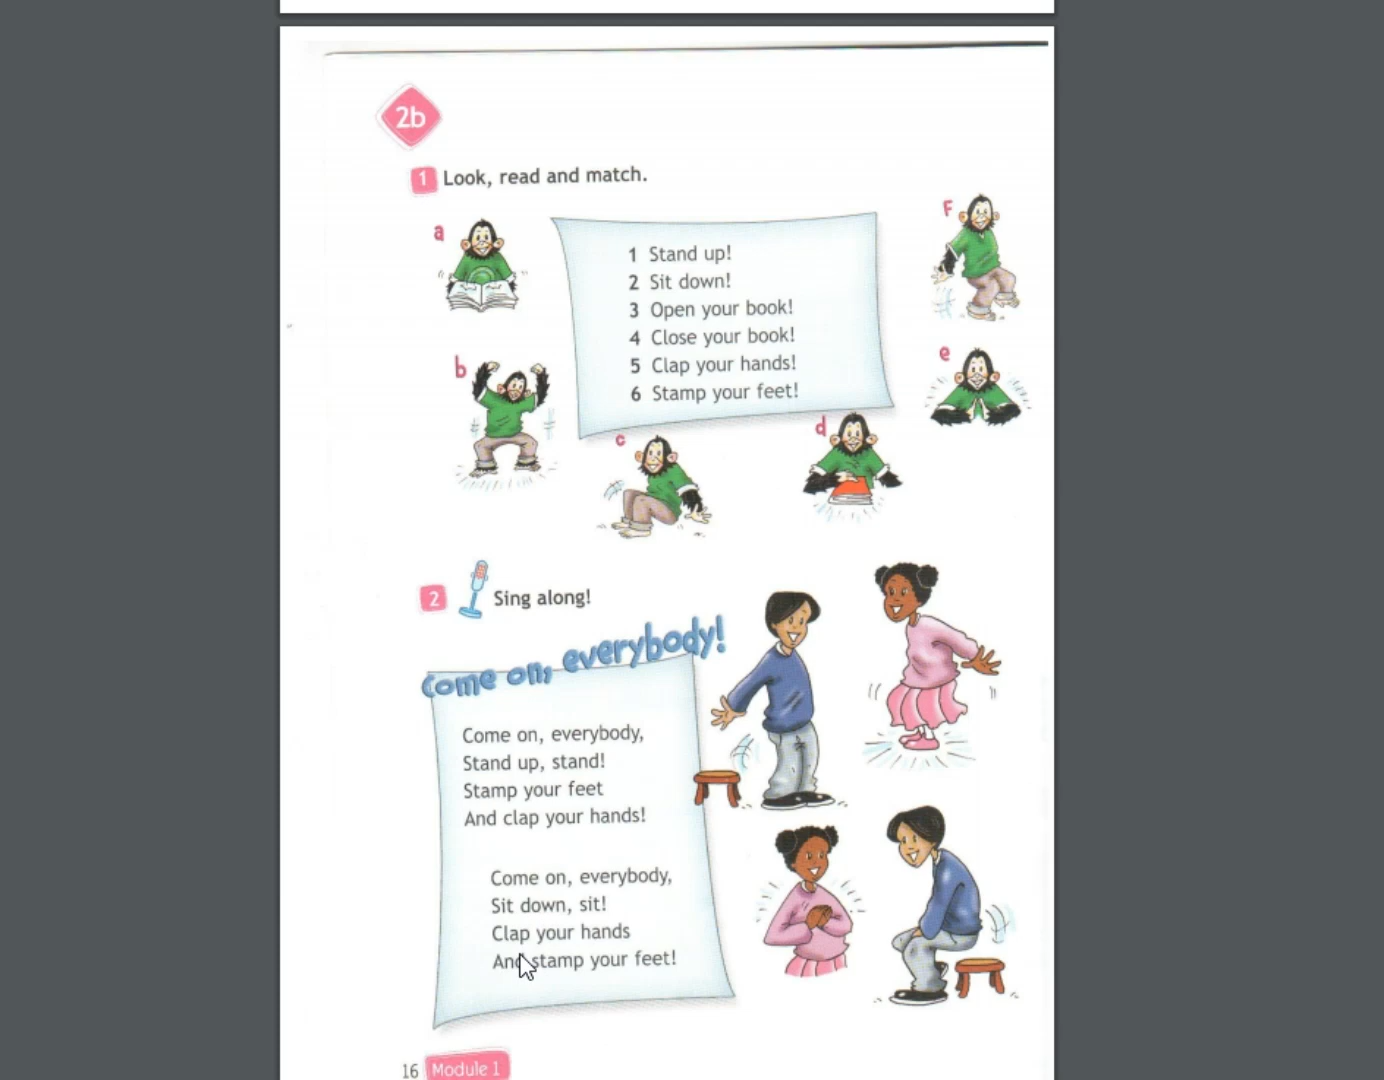 2b
1 Look, read and match.
a
F
1 Stand up!
2 Sit down!
3 Open your book!
4 Close your book!
5 Clap your hands!
6 Stamp your feet!
b
e
c
d
2 Sing along!
Come on, everybody!
Come on, everybody,
Stand up, stand!
Stamp your feet
And clap your hands!
Come on, everybody,
Sit down, sit!
Clap your hands
And stamp your feet!
16 Module 1